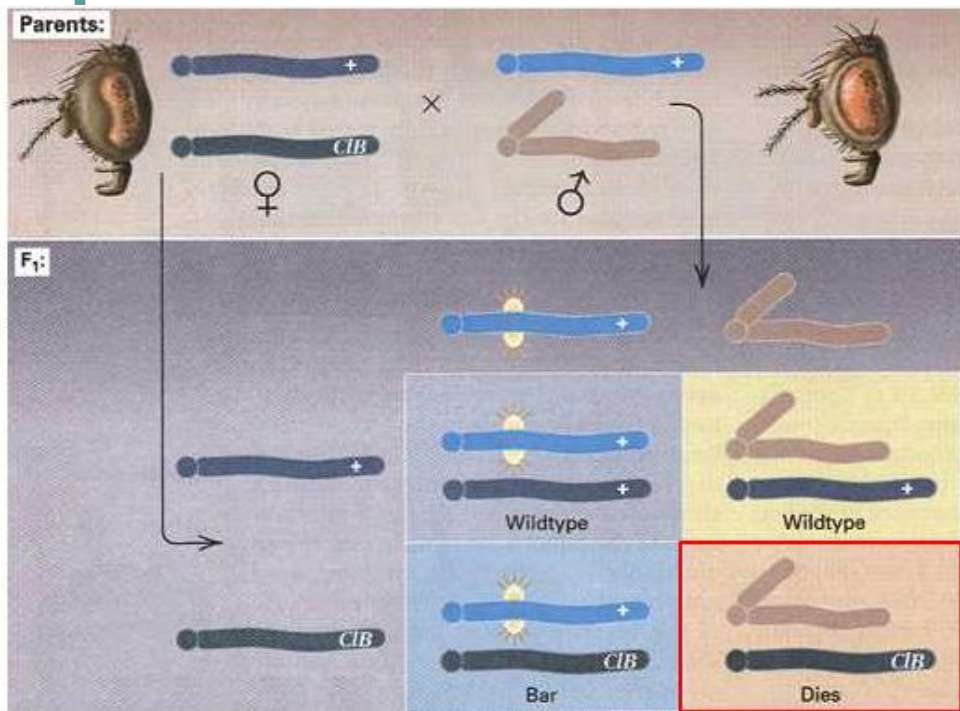 Parents:
+
+
×
ClB
♀
♂
F₁:
+
+
+
+
Wildtype
Wildtype
+
ClB
ClB
ClB
Bar
Dies